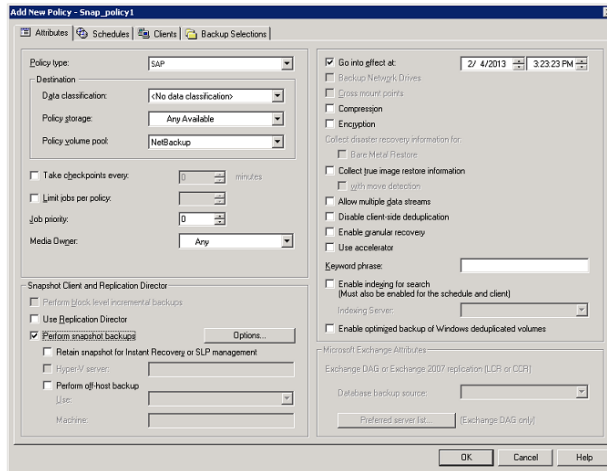 Add New Policy - Snap_policy1
Attributes Schedules Clients Backup Selections
Policy type: SAP
Destination
Data classification: <No data classification>
Policy storage: Any Available
Policy volume pool: NetBackup
Take checkpoints every: 0 minutes
Limit jobs per policy:
Job priority: 0
Media Owner: Any
Snapshot Client and Replication Director
Perform block level incremental backups
Use Replication Director
Perform snapshot backups Options...
Retain snapshot for Instant Recovery or SLP management
Hyper-V server:
Perform off-host backup
Use:
Machine:
Go into effect at: 2/ 4/2013 3:23:23 PM
Backup Network Drives
Cross mount points
Compression
Encryption
Collect disaster recovery information for:
Bare Metal Restore
Collect true image restore information
with move detection
Allow multiple data streams
Disable client-side deduplication
Enable granular recovery
Use accelerator
Keyword phrase:
Enable indexing for search
(Must also be enabled for the schedule and client)
Indexing Server:
Enable optimized backup of Windows deduplicated volumes
Microsoft Exchange Attributes
Exchange DAG or Exchange 2007 replication (LCR or CCR)
Database backup source:
Preferred server list... (Exchange DAG only)
OK Cancel Help